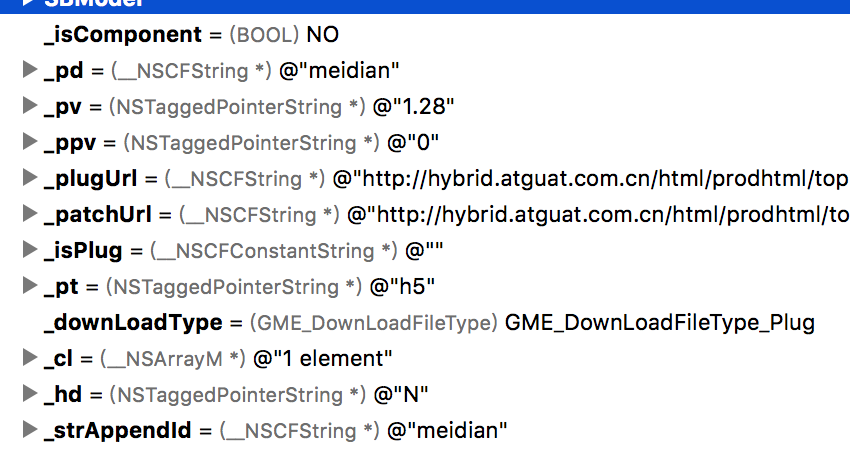 SBModel
_isComponent = (BOOL) NO
_pd = (__NSCFString *) @"meidian"
_pv = (NSTaggedPointerString *) @"1.28"
_ppv = (NSTaggedPointerString *) @"0"
_plugUrl = (__NSCFString *) @"http://hybrid.atguat.com.cn/html/prodhtml/top
_patchUrl = (__NSCFString *) @"http://hybrid.atguat.com.cn/html/prodhtml/to
_isPlug = (__NSCFConstantString *) @""
_pt = (NSTaggedPointerString *) @"h5"
_downLoadType = (GME_DownLoadFileType) GME_DownLoadFileType_Plug
_cl = (__NSArrayM *) @"1 element"
_hd = (NSTaggedPointerString *) @"N"
_strAppendId = (__NSCFString *) @"meidian"